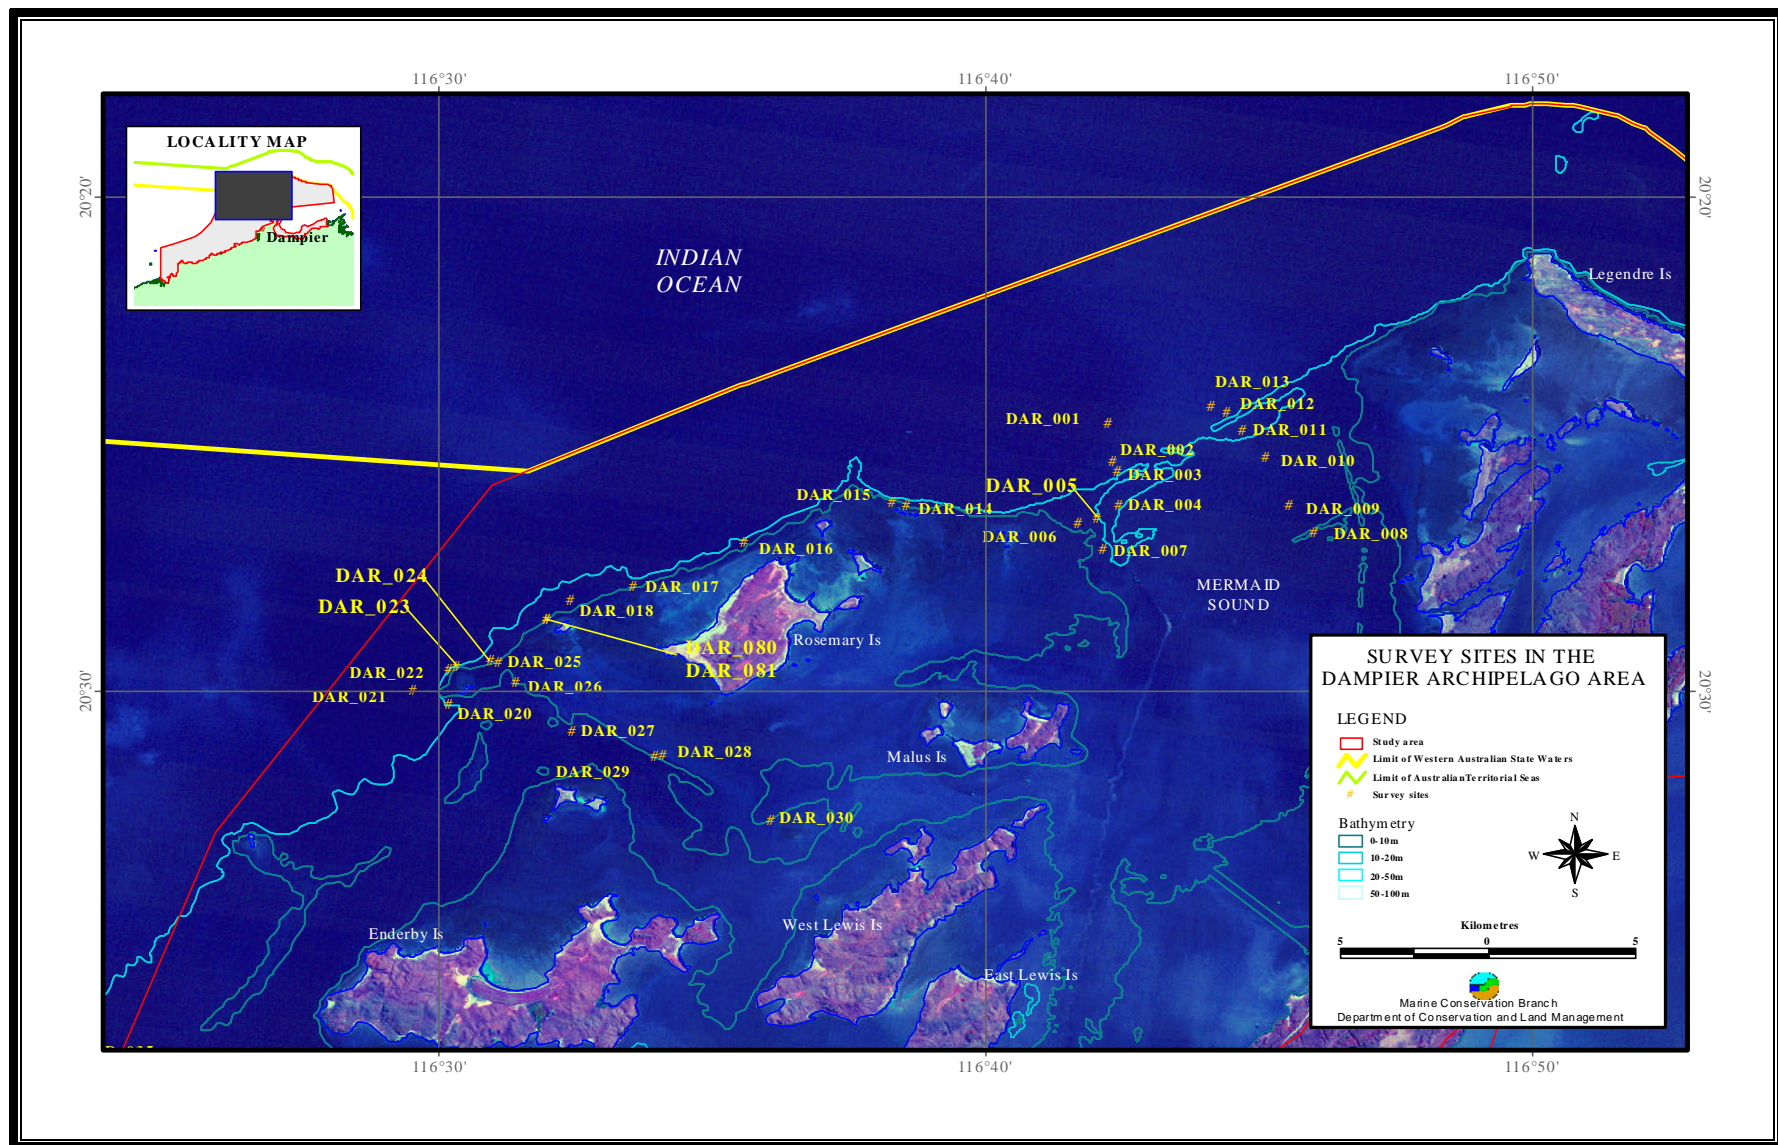 116°30'
116°40'
116°50'
LOCALITY MAP
Dampier
20°20'
20°20'
INDIAN
OCEAN
Legendre Is
DAR_013
DAR_012
DAR_001
DAR_011
DAR_002
DAR_010
DAR_003
DAR_005
DAR_015
DAR_014
DAR_004
DAR_009
DAR_006
DAR_008
DAR_016
DAR_007
DAR_024
MERMAID
SOUND
DAR_017
DAR_023
DAR_018
Rosemary Is
DAR_080
DAR_081
DAR_025
DAR_022
DAR_026
DAR_021
20°30'
20°30'
DAR_020
DAR_027
DAR_028
Malus Is
DAR_029
DAR_030
West Lewis Is
Enderby Is
East Lewis Is
SURVEY SITES IN THE
DAMPIER ARCHIPELAGO AREA
LEGEND
Study area
Limit of Western Australian State Waters
Limit of Australian Territorial Seas
# Survey sites
Bathymetry
0-10m
10-20m
20-50m
50-100m
N
W E
S
Kilometres
5 0 5
Marine Conservation Branch
Department of Conservation and Land Management
116°30'
116°40'
116°50'